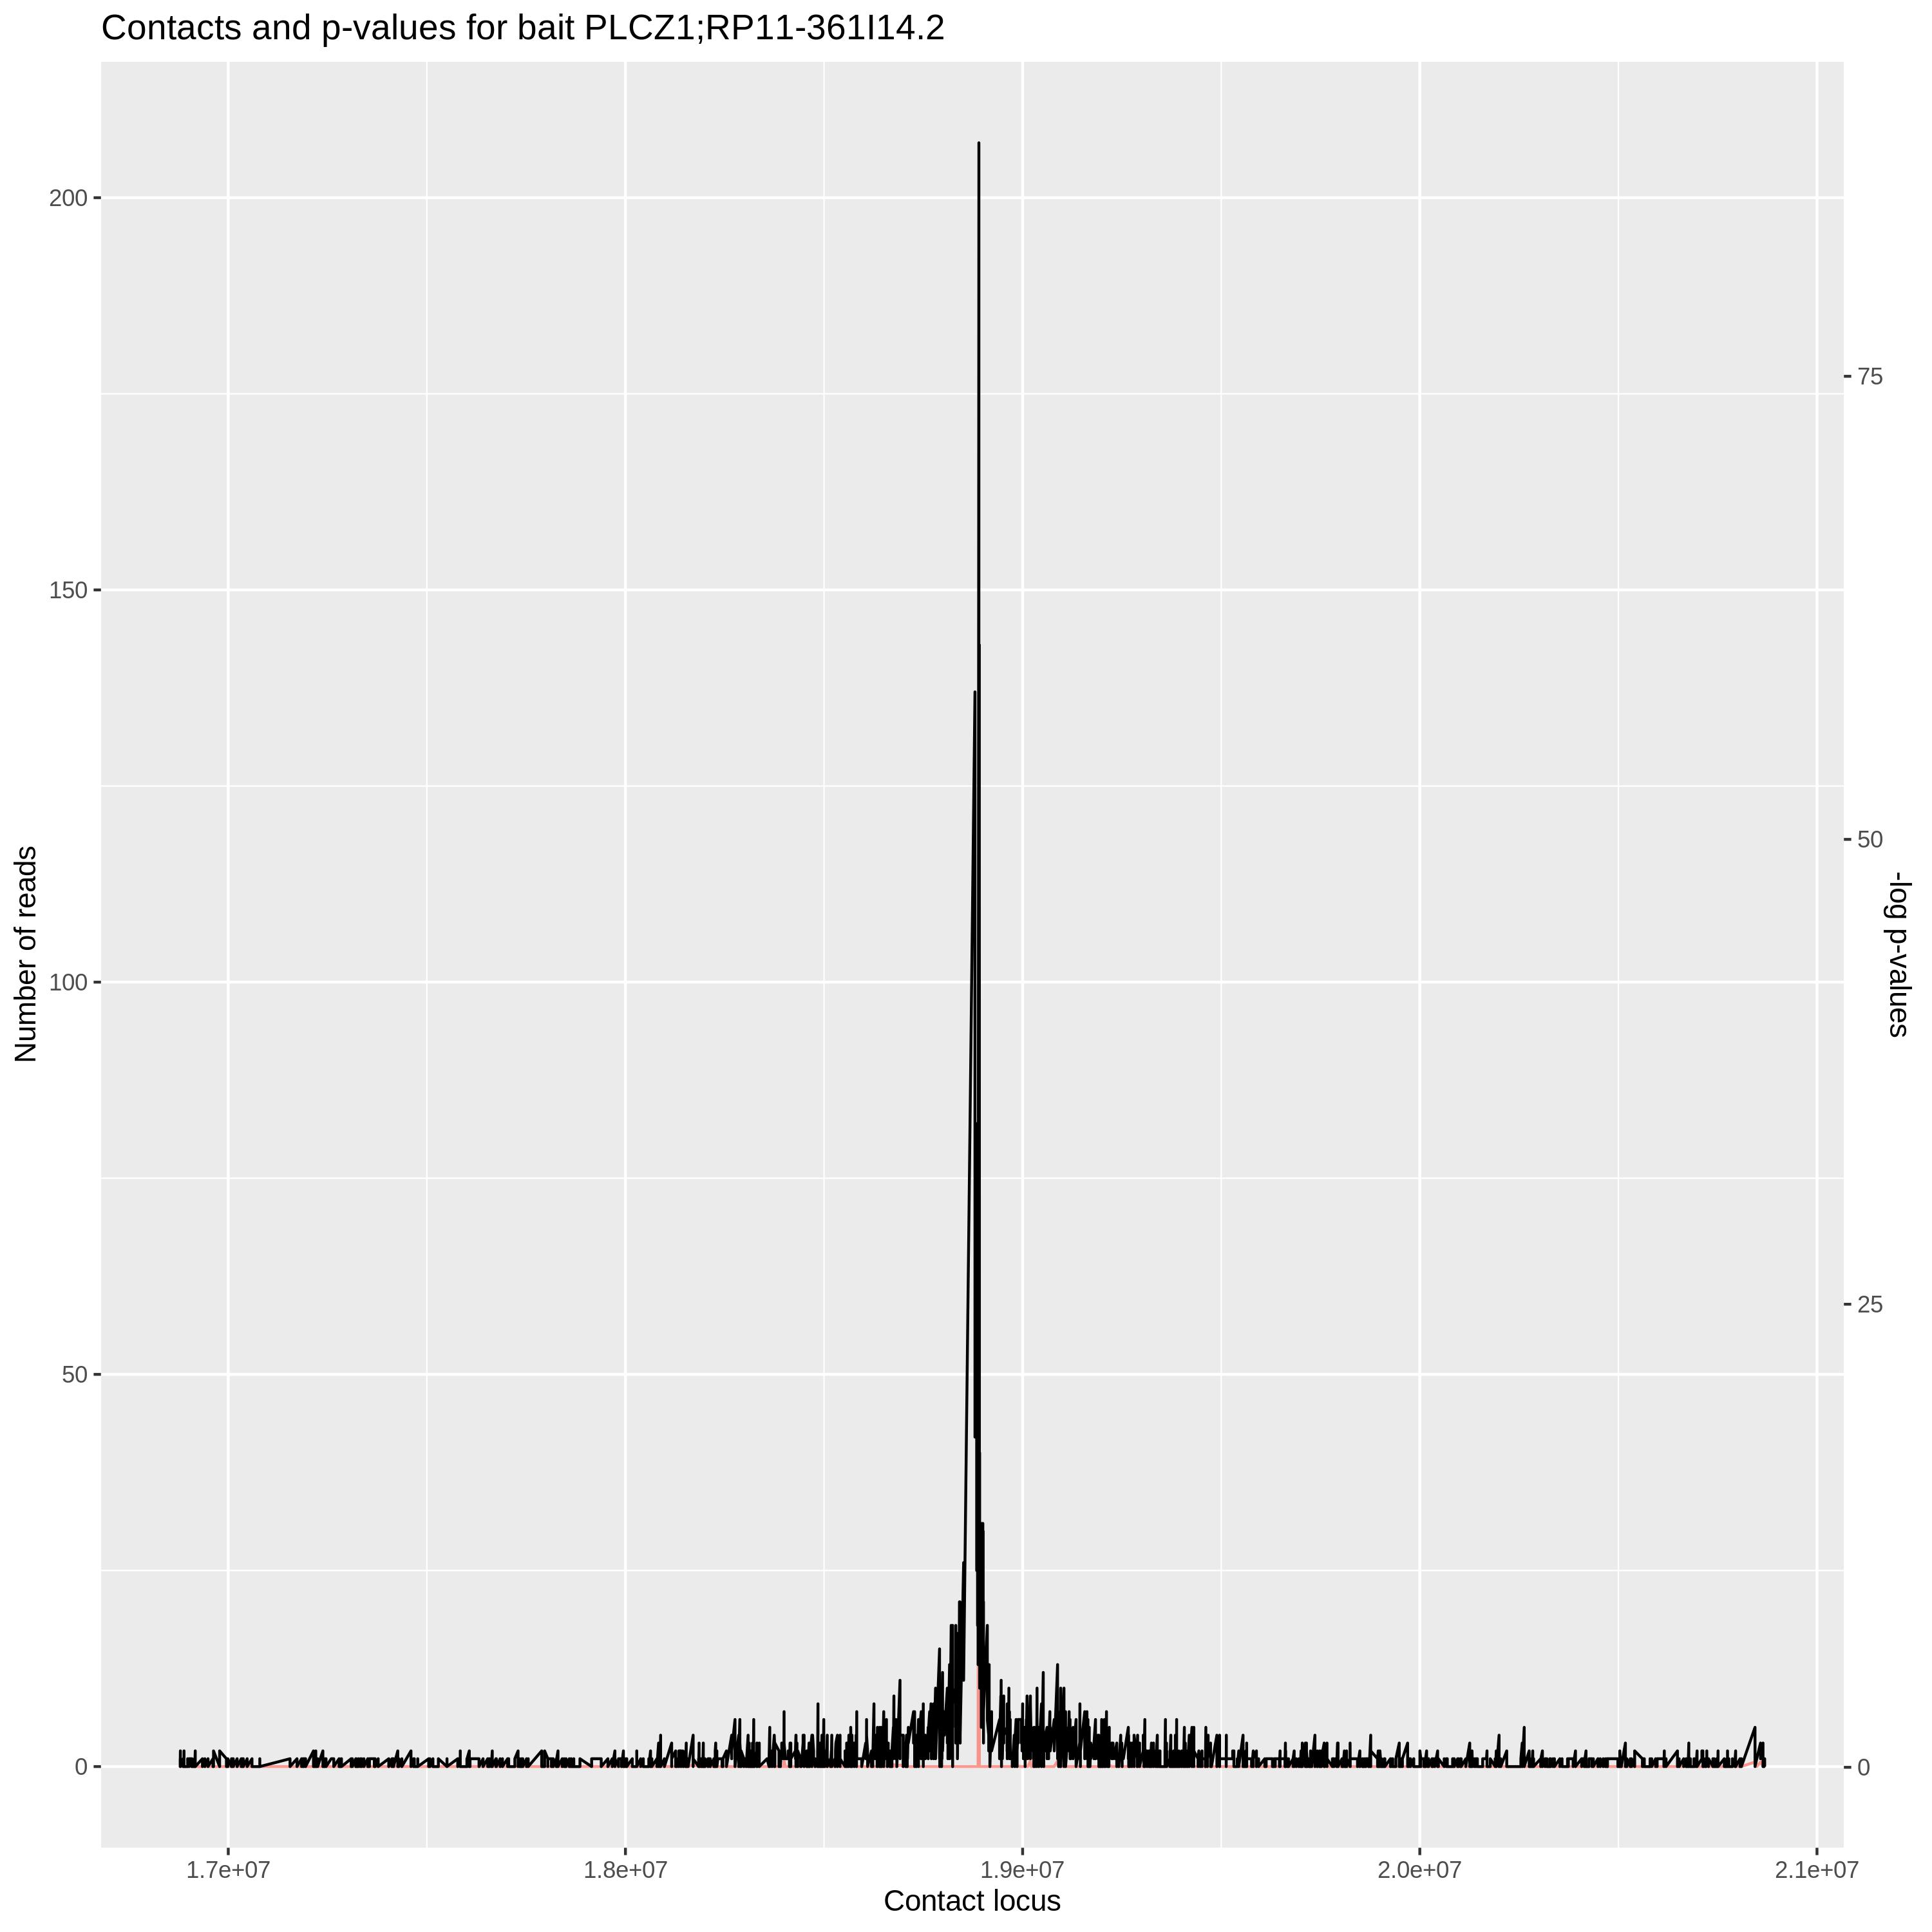 Contacts and p-values for bait PLCZ1;RP11-361I14.2
200
150
100
50
0
Number of reads
75
50
25
0
-log p-values
1.7e+07 1.8e+07 1.9e+07 2.0e+07 2.1e+07
Contact locus